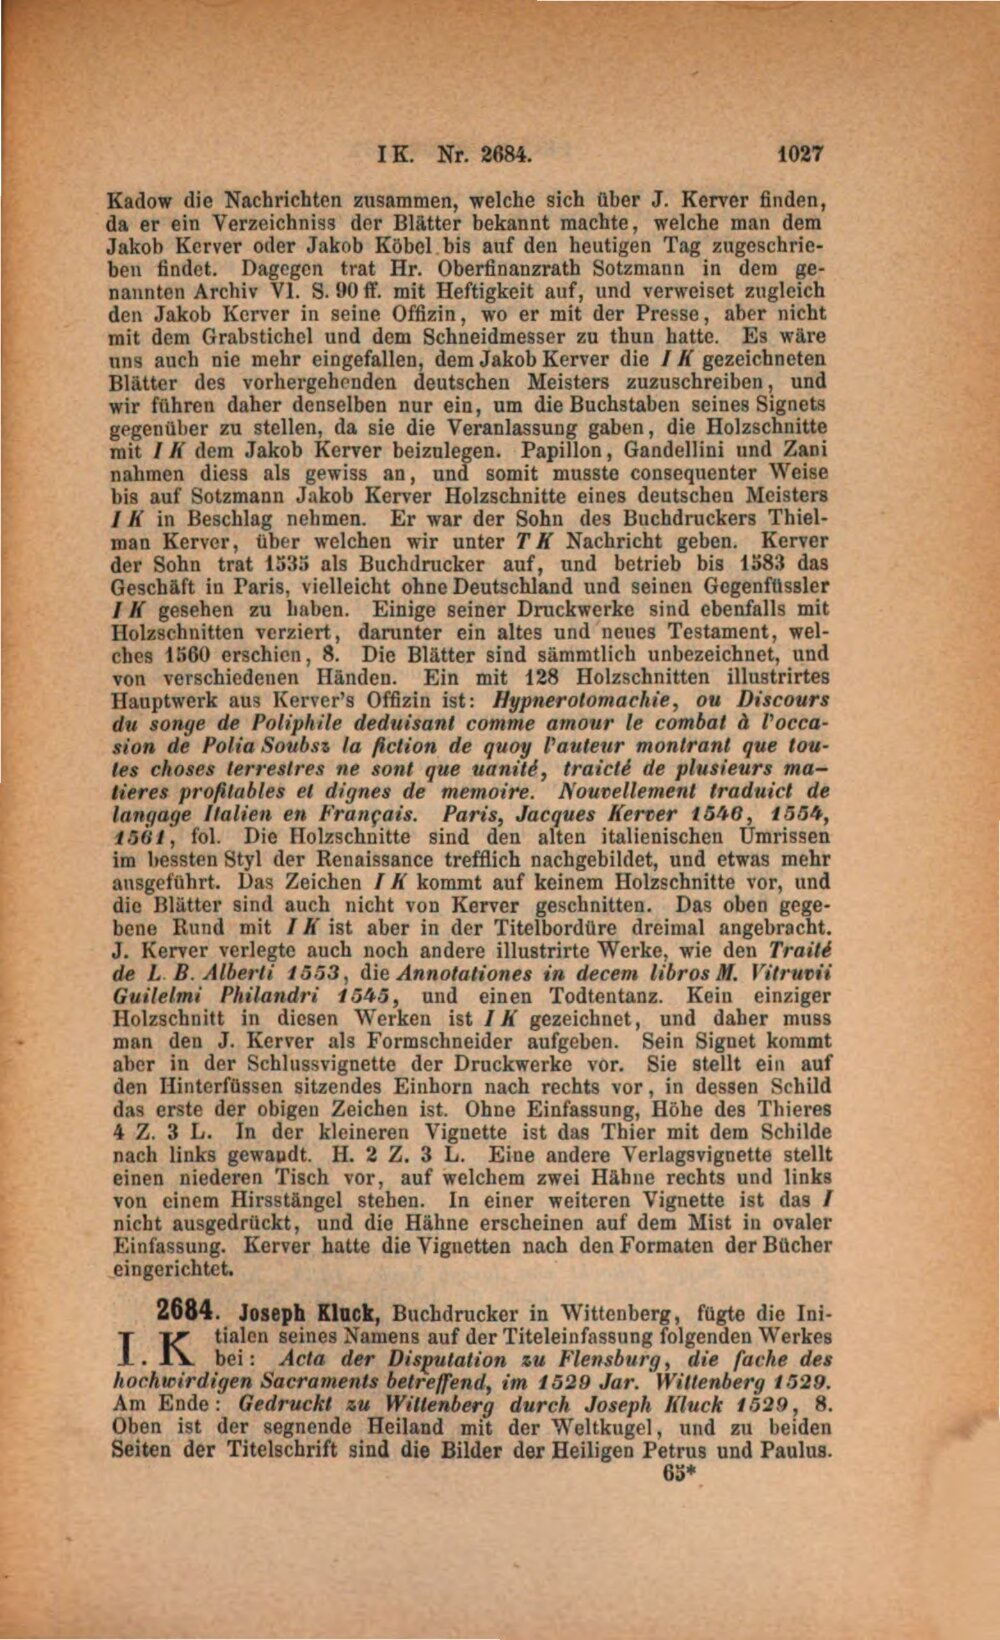 IK. Nr. 2684. 1027
Kadow die Nachrichten zusammen, welche sich über J. Kerver finden,
da er ein Verzeichniss der Blätter bekannt machte, welche man dem
Jakob Kerver oder Jakob Köbel bis auf den heutigen Tag zugeschrie-
ben findet. Dagegen trat Hr. Oberfinanzrath Sotzmann in dem ge-
nannten Archiv VI. S. 90 ff. mit Heftigkeit auf, und verweiset zugleich
den Jakob Kerver in seine Offizin, wo er mit der Presse, aber nicht
mit dem Grabstichel und dem Schneidmesser zu thun hatte. Es wäre
uns auch nie mehr eingefallen, dem Jakob Kerver die I K gezeichneten
Blätter des vorhergehenden deutschen Meisters zuzuschreiben, und
wir führen daher denselben nur ein, um die Buchstaben seines Signets
gegenüber zu stellen, da sie die Veranlassung gaben, die Holzschnitte
mit I K dem Jakob Kerver beizulegen. Papillon, Gandellini und Zani
nahmen diess als gewiss an, und somit musste consequenter Weise
bis auf Sotzmann Jakob Kerver Holzschnitte eines deutschen Meisters
I K in Beschlag nehmen. Er war der Sohn des Buchdruckers Thiel-
man Kerver, über welchen wir unter T K Nachricht geben. Kerver
der Sohn trat 1535 als Buchdrucker auf, und betrieb bis 1583 das
Geschäft in Paris, vielleicht ohne Deutschland und seinen Gegenfüssler
I K gesehen zu haben. Einige seiner Druckwerke sind ebenfalls mit
Holzschnitten verziert, darunter ein altes und neues Testament, wel-
ches 1560 erschien, 8. Die Blätter sind sämmtlich unbezeichnet, und
von verschiedenen Händen. Ein mit 128 Holzschnitten illustrirtes
Hauptwerk aus Kerver's Offizin ist: Hypnerotomachie, ou Discours
du songe de Poliphile deduisant comme amour le combat à l'occa-
sion de Polia Soubsz la fiction de quoy l'auteur montrant que tou-
tes choses terrestres ne sont que uanité, traicté de plusieurs ma-
tieres profitables et dignes de memoire. Nouvellement traduict de
langage Italien en Français. Paris, Jacques Kerver 1546, 1554,
1561, fol. Die Holzschnitte sind den alten italienischen Umrissen
im bessten Styl der Renaissance trefflich nachgebildet, und etwas mehr
ausgeführt. Das Zeichen I K kommt auf keinem Holzschnitte vor, und
die Blätter sind auch nicht von Kerver geschnitten. Das oben gege-
bene Rund mit I K ist aber in der Titelbordüre dreimal angebracht.
J. Kerver verlegte auch noch andere illustrirte Werke, wie den Traité
de L. B. Alberti 1553, die Annotationes in decem libros M. Vitruvii
Guilelmi Philandri 1545, und einen Todtentanz. Kein einziger
Holzschnitt in diesen Werken ist I K gezeichnet, und daher muss
man den J. Kerver als Formschneider aufgeben. Sein Signet kommt
aber in der Schlussvignette der Druckwerke vor. Sie stellt ein auf
den Hinterfüssen sitzendes Einhorn nach rechts vor, in dessen Schild
das erste der obigen Zeichen ist. Ohne Einfassung, Höhe des Thieres
4 Z. 3 L. In der kleineren Vignette ist das Thier mit dem Schilde
nach links gewandt. H. 2 Z. 3 L. Eine andere Verlagsvignette stellt
einen niederen Tisch vor, auf welchem zwei Hähne rechts und links
von einem Hirsstängel stehen. In einer weiteren Vignette ist das I
nicht ausgedrückt, und die Hähne erscheinen auf dem Mist in ovaler
Einfassung. Kerver hatte die Vignetten nach den Formaten der Bücher
eingerichtet.
2684. Joseph Kluck, Buchdrucker in Wittenberg, fügte die Ini-
I. K tialen seines Namens auf der Titeleinfassung folgenden Werkes
bei: Acta der Disputation zu Flensburg, die sache des
hochwirdigen Sacraments betreffend, im 1529 Jar. Wittenberg 1529.
Am Ende: Gedruckt zu Wittenberg durch Joseph Kluck 1529, 8.
Oben ist der segnende Heiland mit der Weltkugel, und zu beiden
Seiten der Titelschrift sind die Bilder der Heiligen Petrus und Paulus.
65*